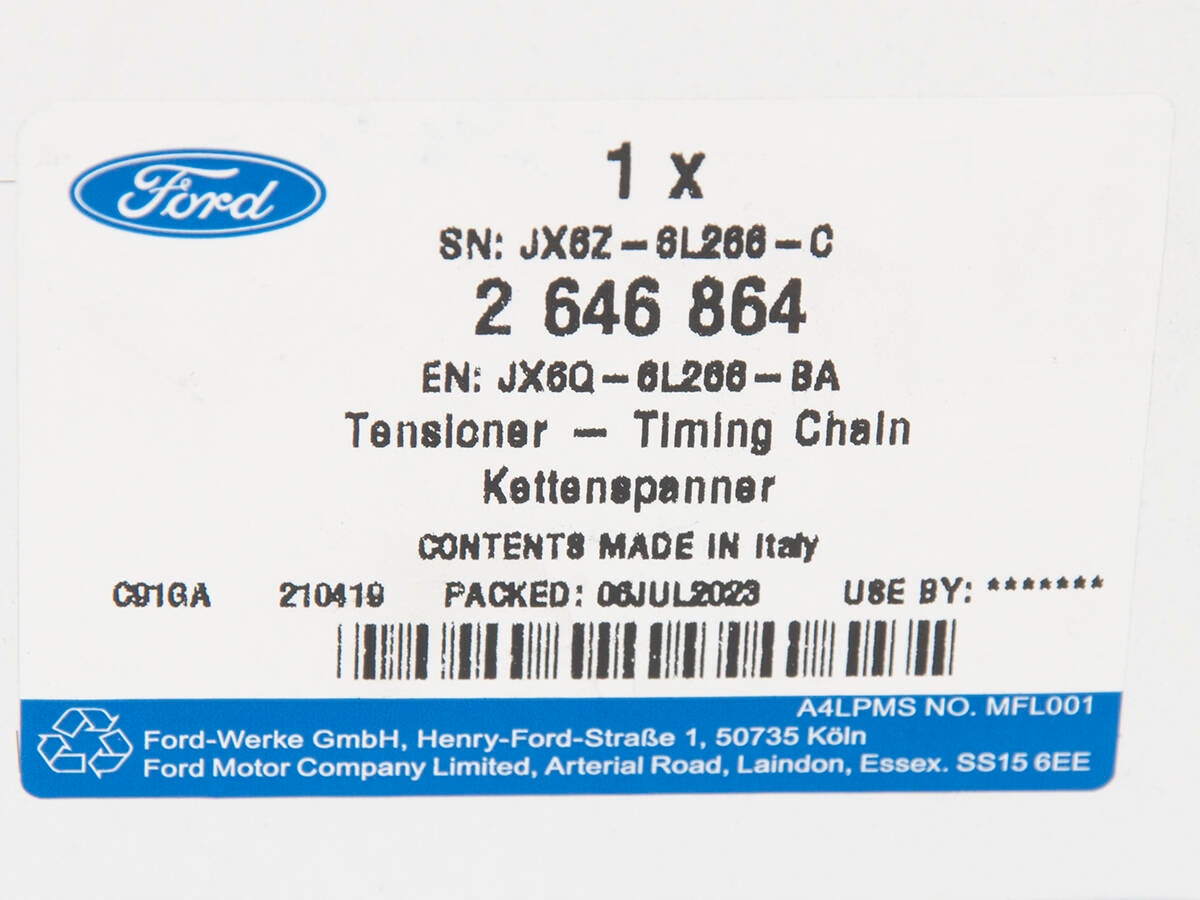 Ford
1 x
SN: JX6Z-6L266-C
2 646 864
EN: JX6Q-6L266-BA
Tensioner - Timing Chain
Kettenspanner
CONTENTS MADE IN Italy
C91GA 210419 PACKED: 06JUL2023 USE BY: *******
A4LPMS NO. MFL001
Ford-Werke GmbH, Henry-Ford-Straße 1, 50735 Köln
Ford Motor Company Limited, Arterial Road, Laindon, Essex. SS15 6EE